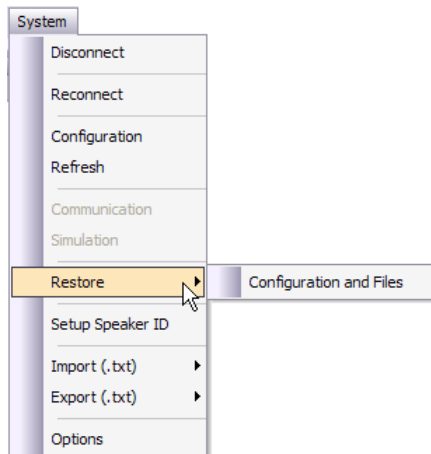 System
Disconnect
Reconnect
Configuration
Refresh
Communication
Simulation
Restore
Configuration and Files
Setup Speaker ID
Import (.txt)
Export (.txt)
Options